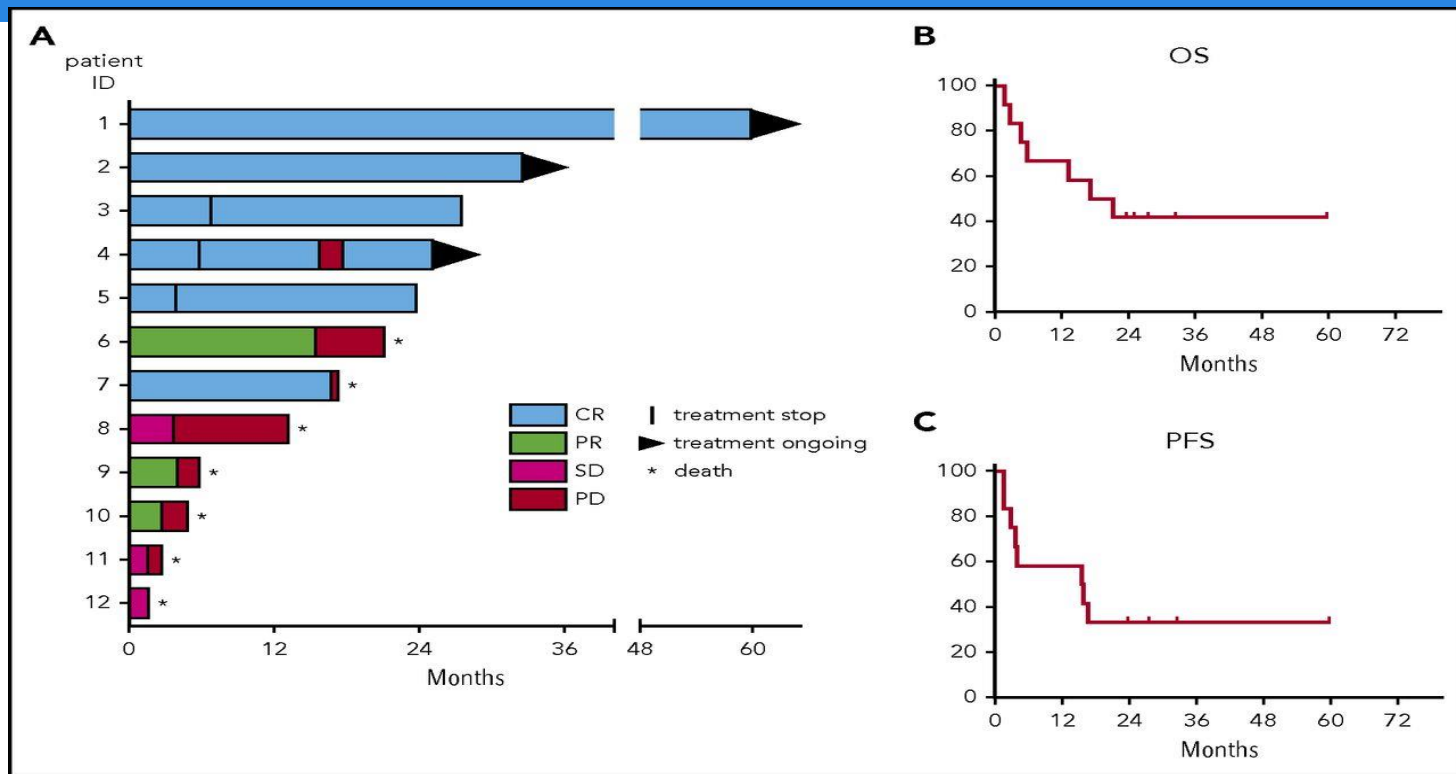 A
patient
ID
1
2
3
4
5
6
*
7
*
8
*
9
*
10
*
11
*
12
*
0 12 24 36 48 60
Months
CR
PR
SD
PD
treatment stop
treatment ongoing
* death
B
OS
100
80
60
40
20
0
0 12 24 36 48 60 72
Months
C
PFS
100
80
60
40
20
0
0 12 24 36 48 60 72
Months